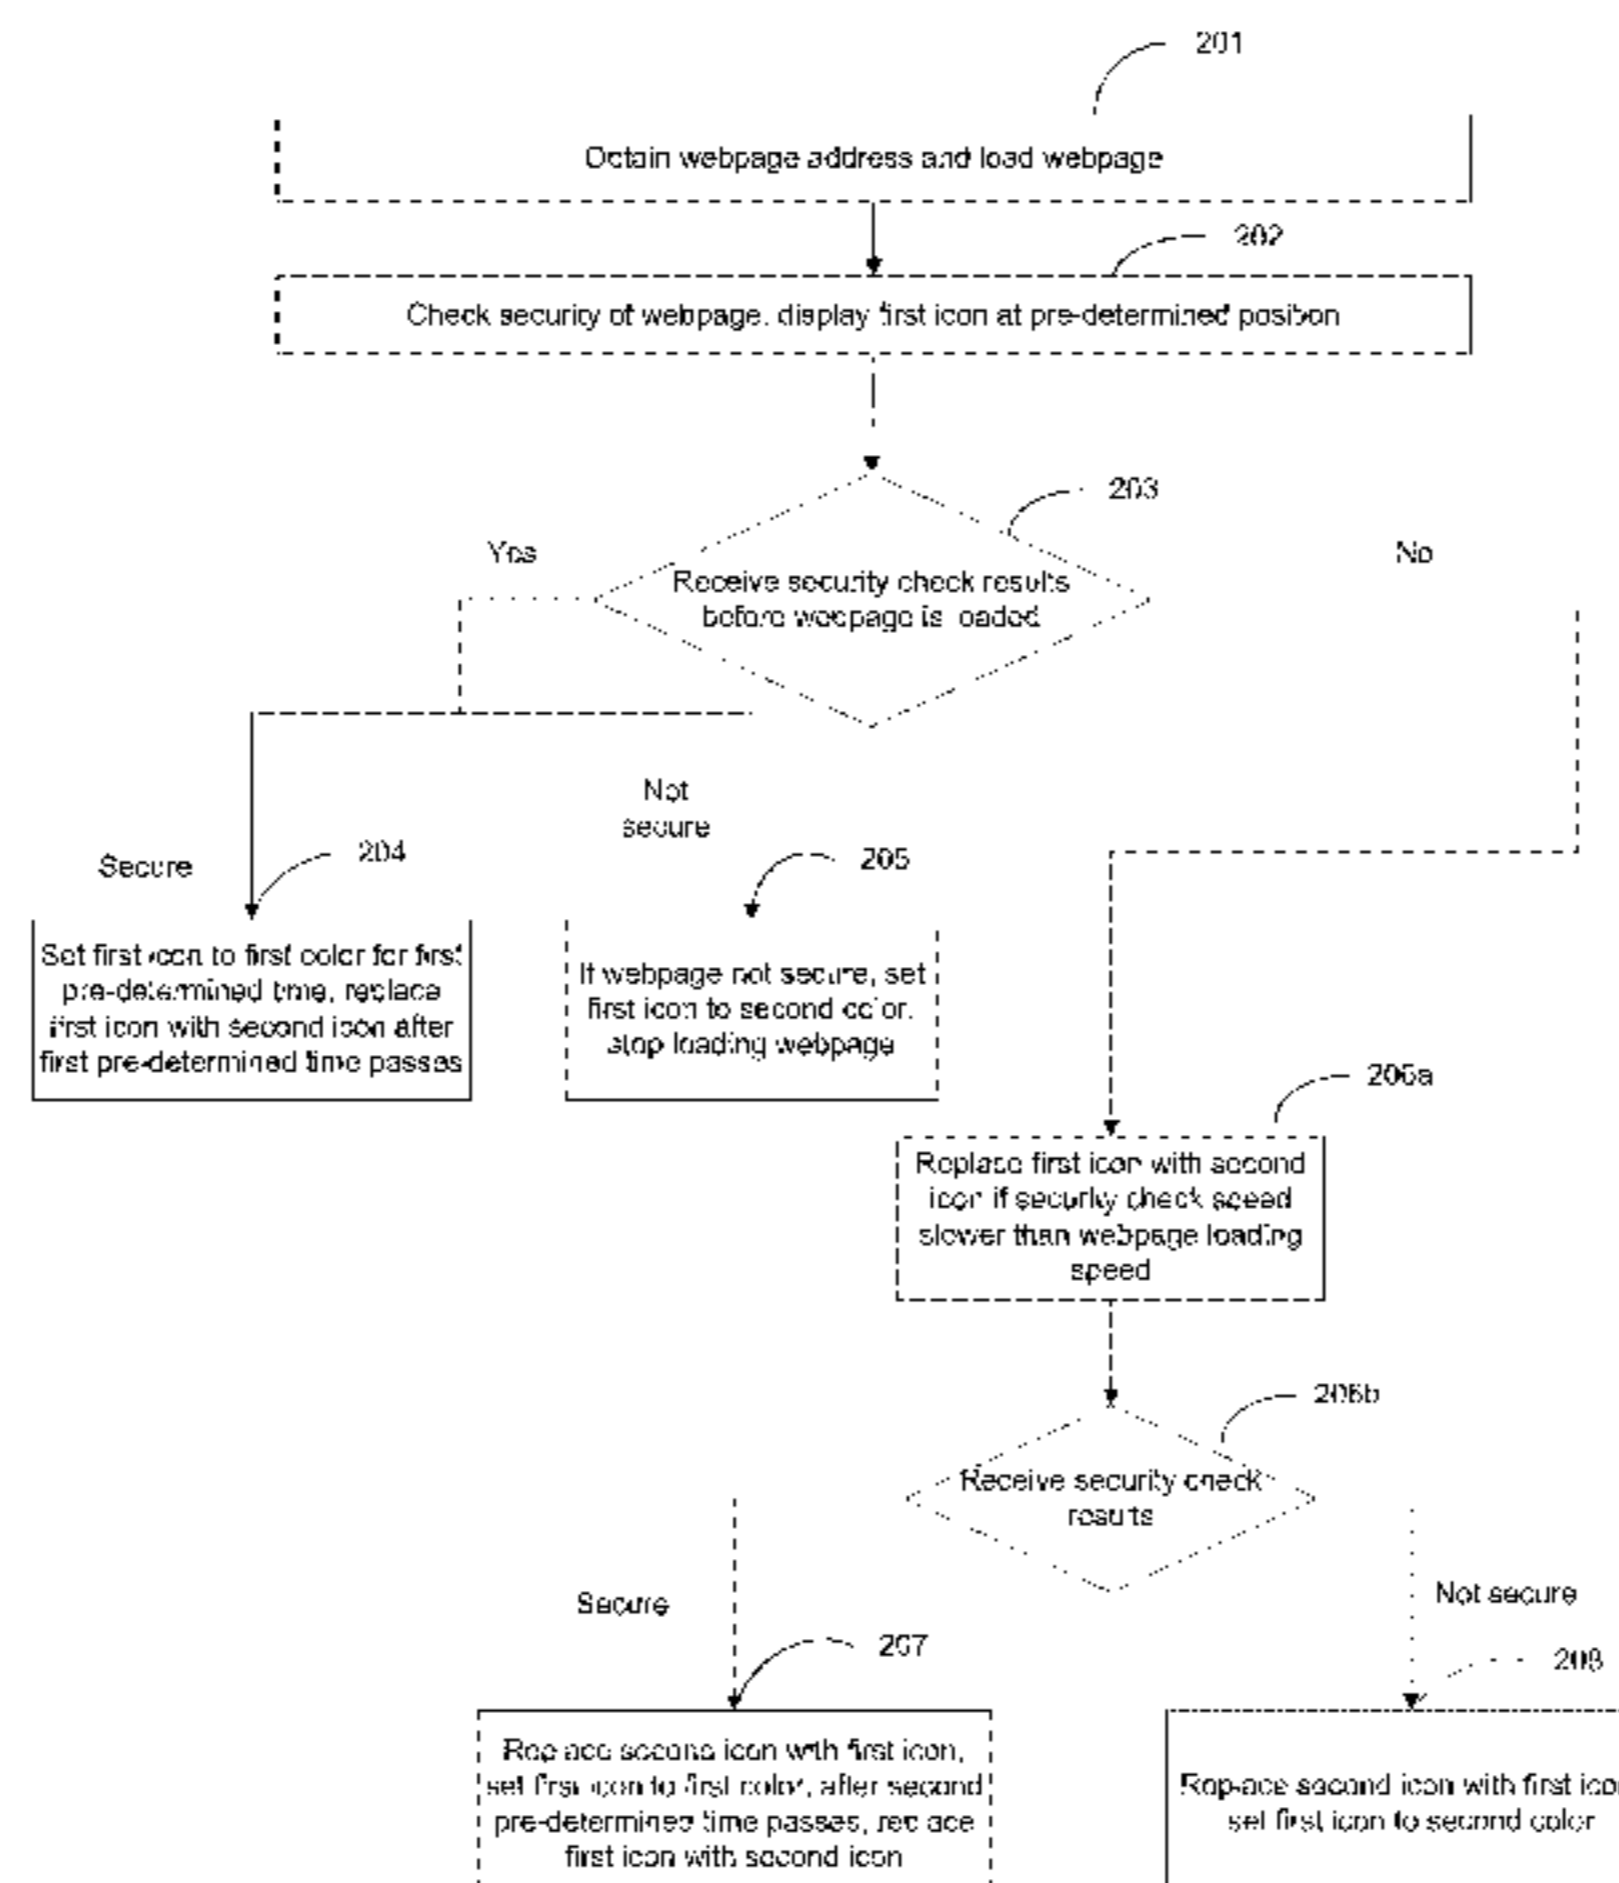 201
Obtain webpage address and load webpage
202
Check security of webpage, display first icon at pre-determined position
203
Yes
No
Receive security check results
before webpage is loaded
Not
secure
Secure
204
205
Set first icon to first color for first
pre-determined time, replace
first icon with second icon after
first pre-determined time passes
If webpage not secure, set
first icon to second color,
stop loading webpage
206a
Replace first icon with second
icon if security check speed
slower than webpage loading
speed
206b
Receive security check
results
Secure
Not secure
207
208
Replace second icon with first icon,
set first icon to first color, after second
pre-determined time passes, replace
first icon with second icon
Replace second icon with first ico
set first icon to second color